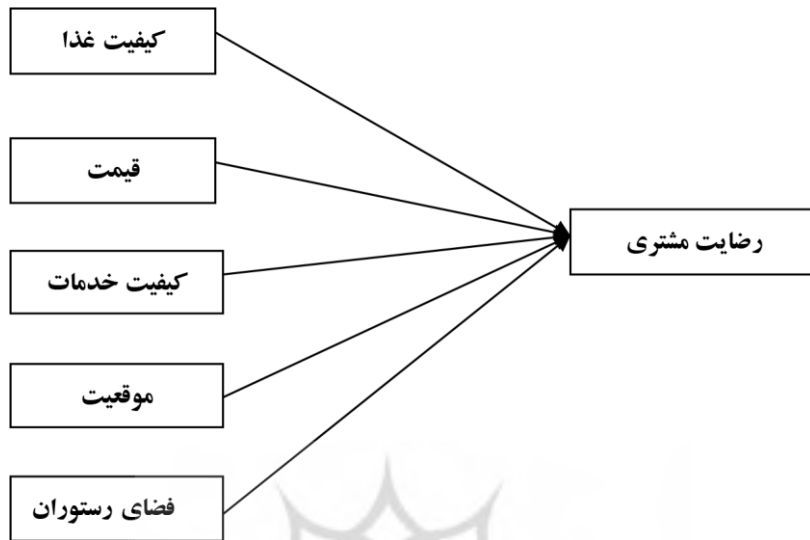 کیفیت غذا
قیمت
رضایت مشتری
کیفیت خدمات
موقعیت
فضای رستوران